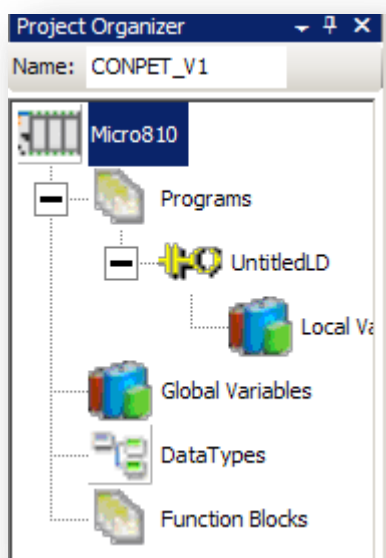 Project Organizer
Name: CONPET_V1
Micro810
Programs
UntitledLD
Local Va
Global Variables
DataTypes
Function Blocks